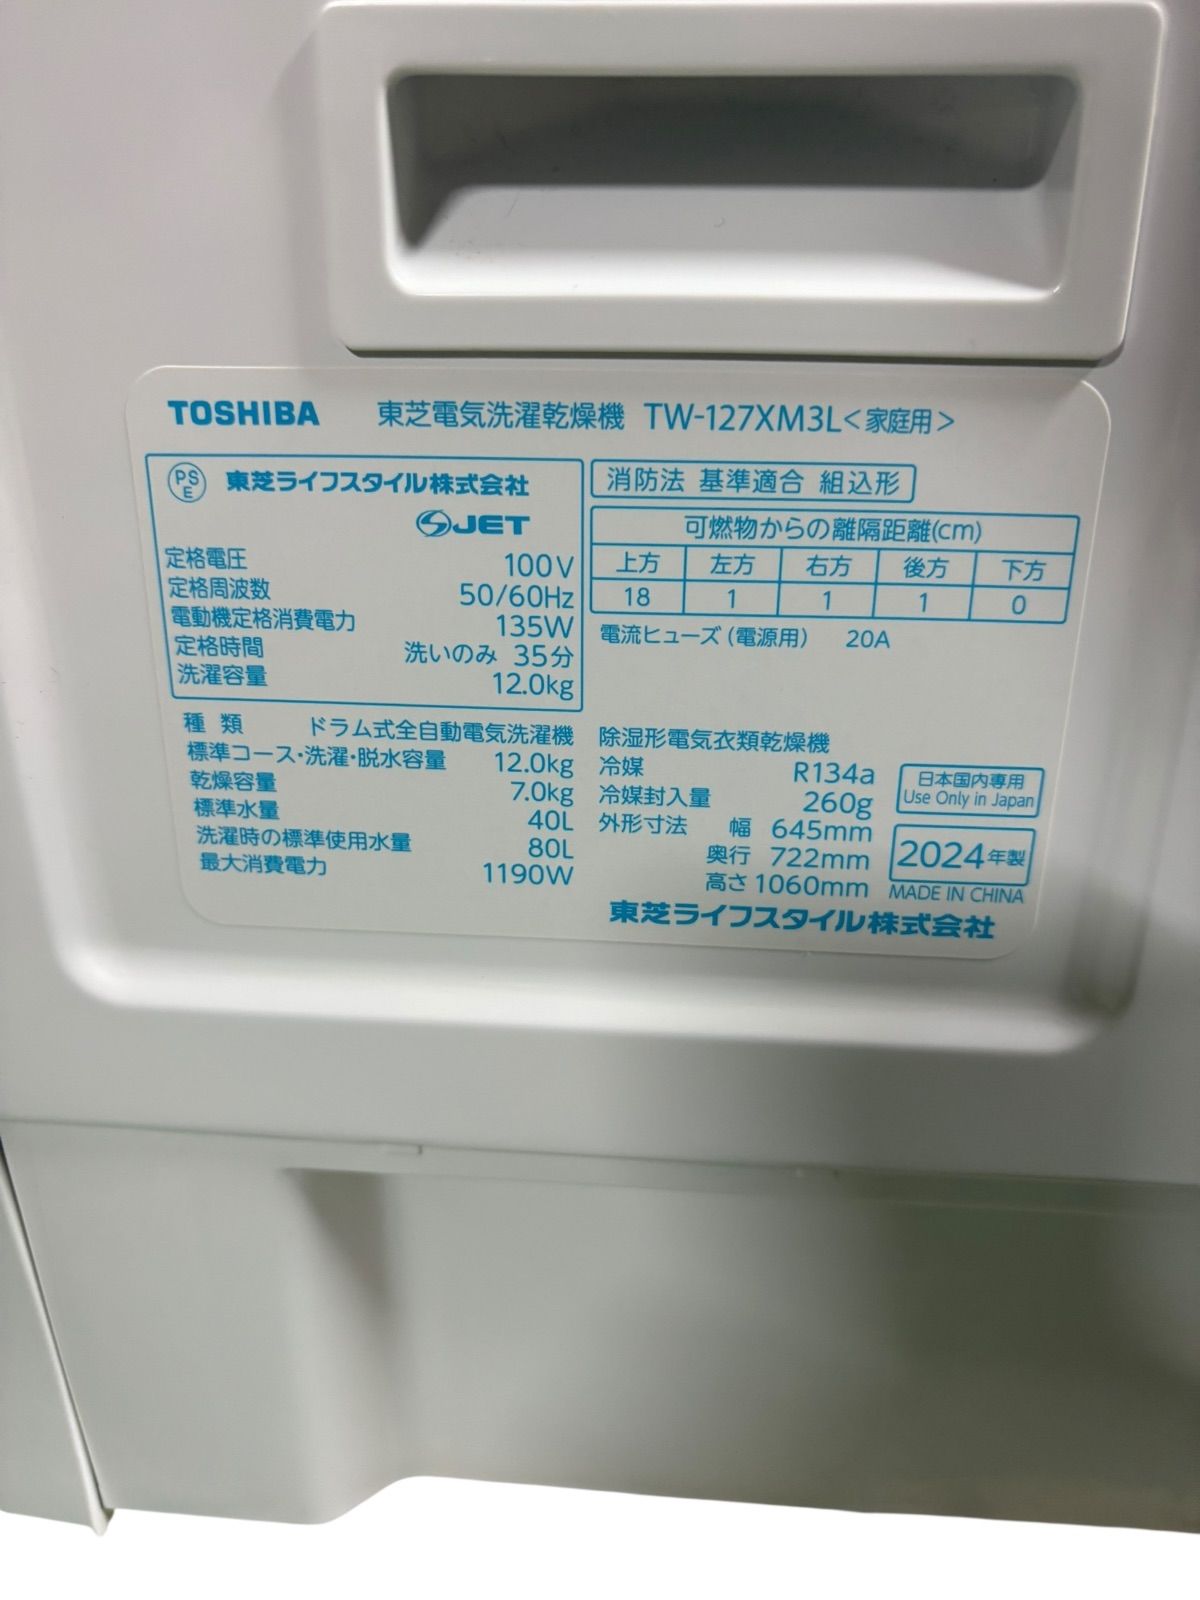 TOSHIBA 東芝電気洗濯乾燥機 TW-127XM3L<家庭用>
PS E 東芝ライフスタイル株式会社
JET
定格電圧 100V
定格周波数 50/60Hz
電動機定格消費電力 135W
定格時間 洗いのみ 35分
洗濯容量 12.0kg
消防法 基準適合 組込形
可燃物からの離隔距離(cm)
上方 左方 右方 後方 下方
18 1 1 1 0
電流ヒューズ(電源用) 20A
種類 ドラム式全自動電気洗濯機
標準コース・洗濯・脱水容量 12.0kg
乾燥容量 7.0kg
標準水量 40L
洗濯時の標準使用水量 80L
最大消費電力 1190W
除湿形電気衣類乾燥機
冷媒 R134a
冷媒封入量 260g
外形寸法 幅 645mm
奥行 722mm
高さ 1060mm
日本国内専用
Use Only in Japan
2024年製
MADE IN CHINA
東芝ライフスタイル株式会社